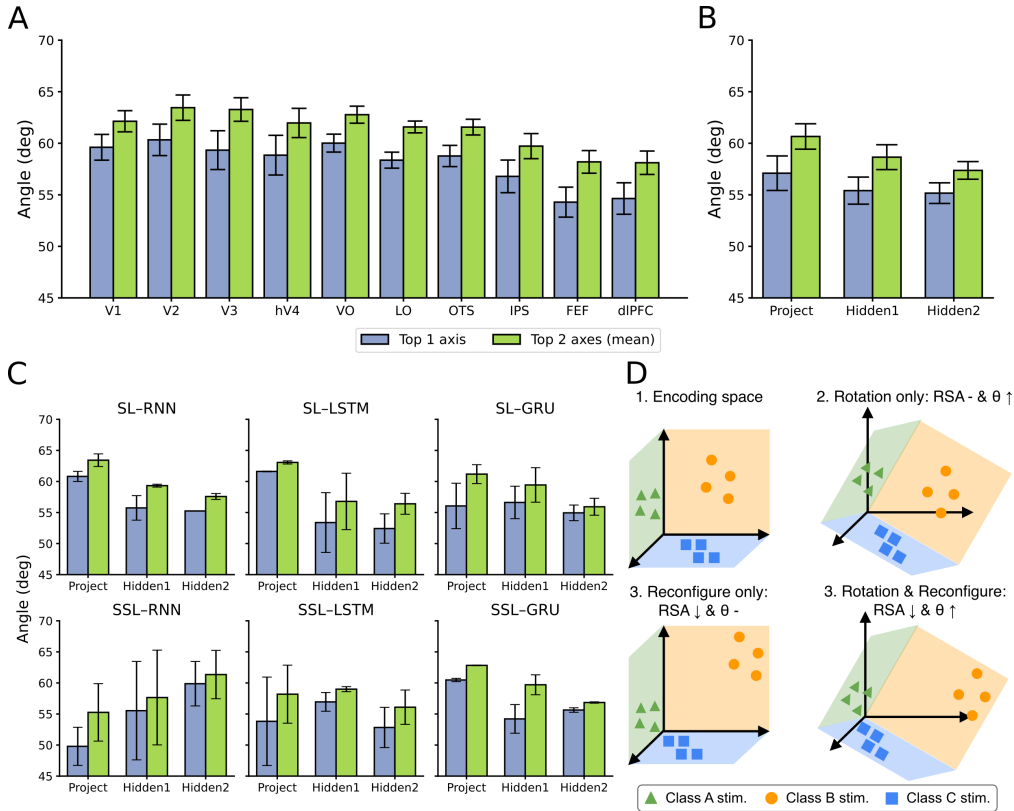 A
70
65
60
55
50
45
Angle (deg)
V1 V2 V3 hV4 VO LO OTS IPS FEF dlPFC
B
70
65
60
55
50
45
Angle (deg)
Project Hidden1 Hidden2
Top 1 axis Top 2 axes (mean)
C
Angle (deg)
SL–RNN SL–LSTM SL–GRU
70
65
60
55
50
45
Project Hidden1 Hidden2 Project Hidden1 Hidden2 Project Hidden1 Hidden2
SSL–RNN SSL–LSTM SSL–GRU
70
65
60
55
50
45
Project Hidden1 Hidden2 Project Hidden1 Hidden2 Project Hidden1 Hidden2
D
1. Encoding space
2. Rotation only: RSA - & θ ↑
3. Reconfigure only:
RSA ↓ & θ -
3. Rotation & Reconfigure:
RSA ↓ & θ ↑
Class A stim. Class B stim. Class C stim.